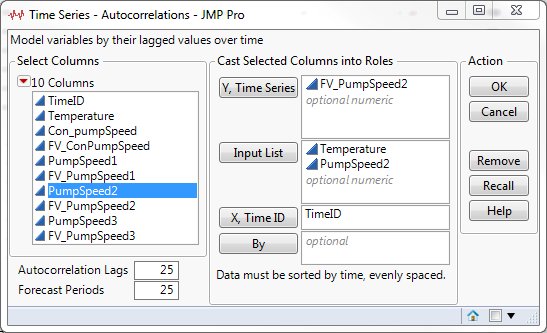 Time Series - Autocorrelations - JMP Pro
Model variables by their lagged values over time
Select Columns
10 Columns
TimeID
Temperature
Con_pumpSpeed
FV_ConPumpSpeed
PumpSpeed1
FV_PumpSpeed1
PumpSpeed2
FV_PumpSpeed2
PumpSpeed3
FV_PumpSpeed3
Autocorrelation Lags 25
Forecast Periods 25
Cast Selected Columns into Roles
Y, Time Series
FV_PumpSpeed2
optional numeric
Input List
Temperature
PumpSpeed2
optional numeric
X, Time ID
TimeID
By
optional
Data must be sorted by time, evenly spaced.
Action
OK
Cancel
Remove
Recall
Help